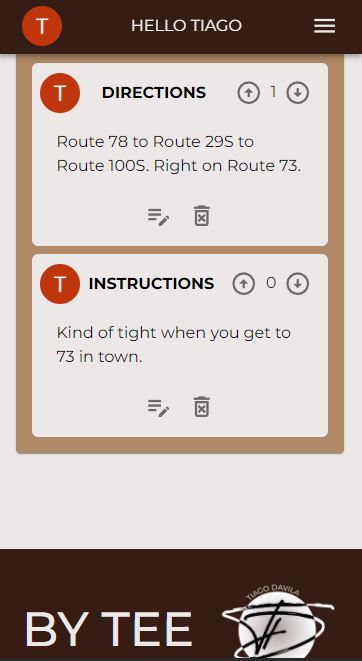 T HELLO TIAGO
T DIRECTIONS 1
Route 78 to Route 29S to
Route 100S. Right on Route 73.
T INSTRUCTIONS 0
Kind of tight when you get to
73 in town.
BY TEE
TIAGO DAVILA